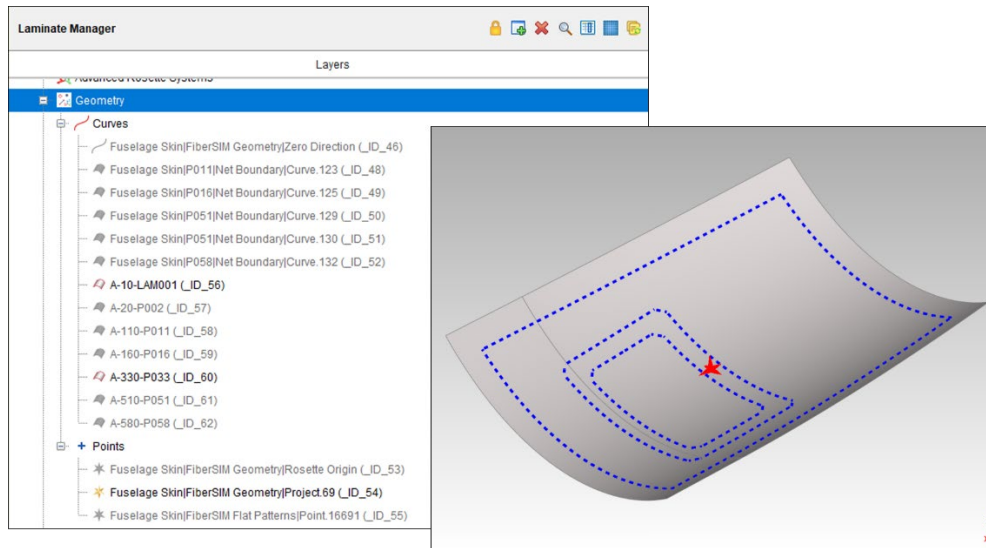 Laminate Manager
Layers
Advanced Rosette Systems
Geometry
Curves
Fuselage Skin|FiberSIM Geometry|Zero Direction (_ID_46)
Fuselage Skin|P011|Net Boundary|Curve.123 (_ID_48)
Fuselage Skin|P016|Net Boundary|Curve.125 (_ID_49)
Fuselage Skin|P051|Net Boundary|Curve.129 (_ID_50)
Fuselage Skin|P051|Net Boundary|Curve.130 (_ID_51)
Fuselage Skin|P058|Net Boundary|Curve.132 (_ID_52)
A-10-LAM001 (_ID_56)
A-20-P002 (_ID_57)
A-110-P011 (_ID_58)
A-160-P016 (_ID_59)
A-330-P033 (_ID_60)
A-510-P051 (_ID_61)
A-580-P058 (_ID_62)
Points
Fuselage Skin|FiberSIM Geometry|Rosette Origin (_ID_53)
Fuselage Skin|FiberSIM Geometry|Project.69 (_ID_54)
Fuselage Skin|FiberSIM Flat Patterns|Point.16691 (_ID_55)